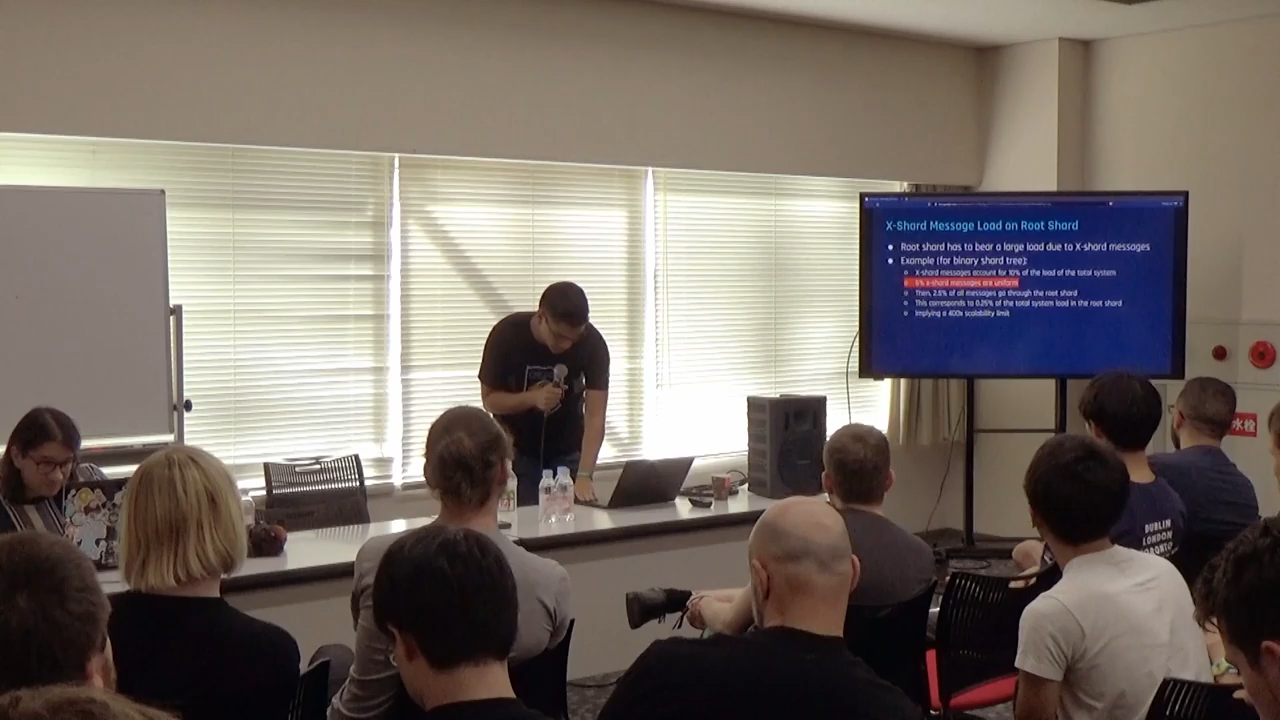 X-Shard Message Load on Root Shard
Root shard has to bear a large load due to X-shard messages
Example (for binary shard tree):
X-shard messages account for 10% of the load of the total system
x-shard messages are uniform
Then, 2.5% of all messages go through the root shard
This corresponds to 0.25% of the total system load in the root shard
Implying a 400x scalability limit
DUBLIN
LONDON
TORONTO
水栓